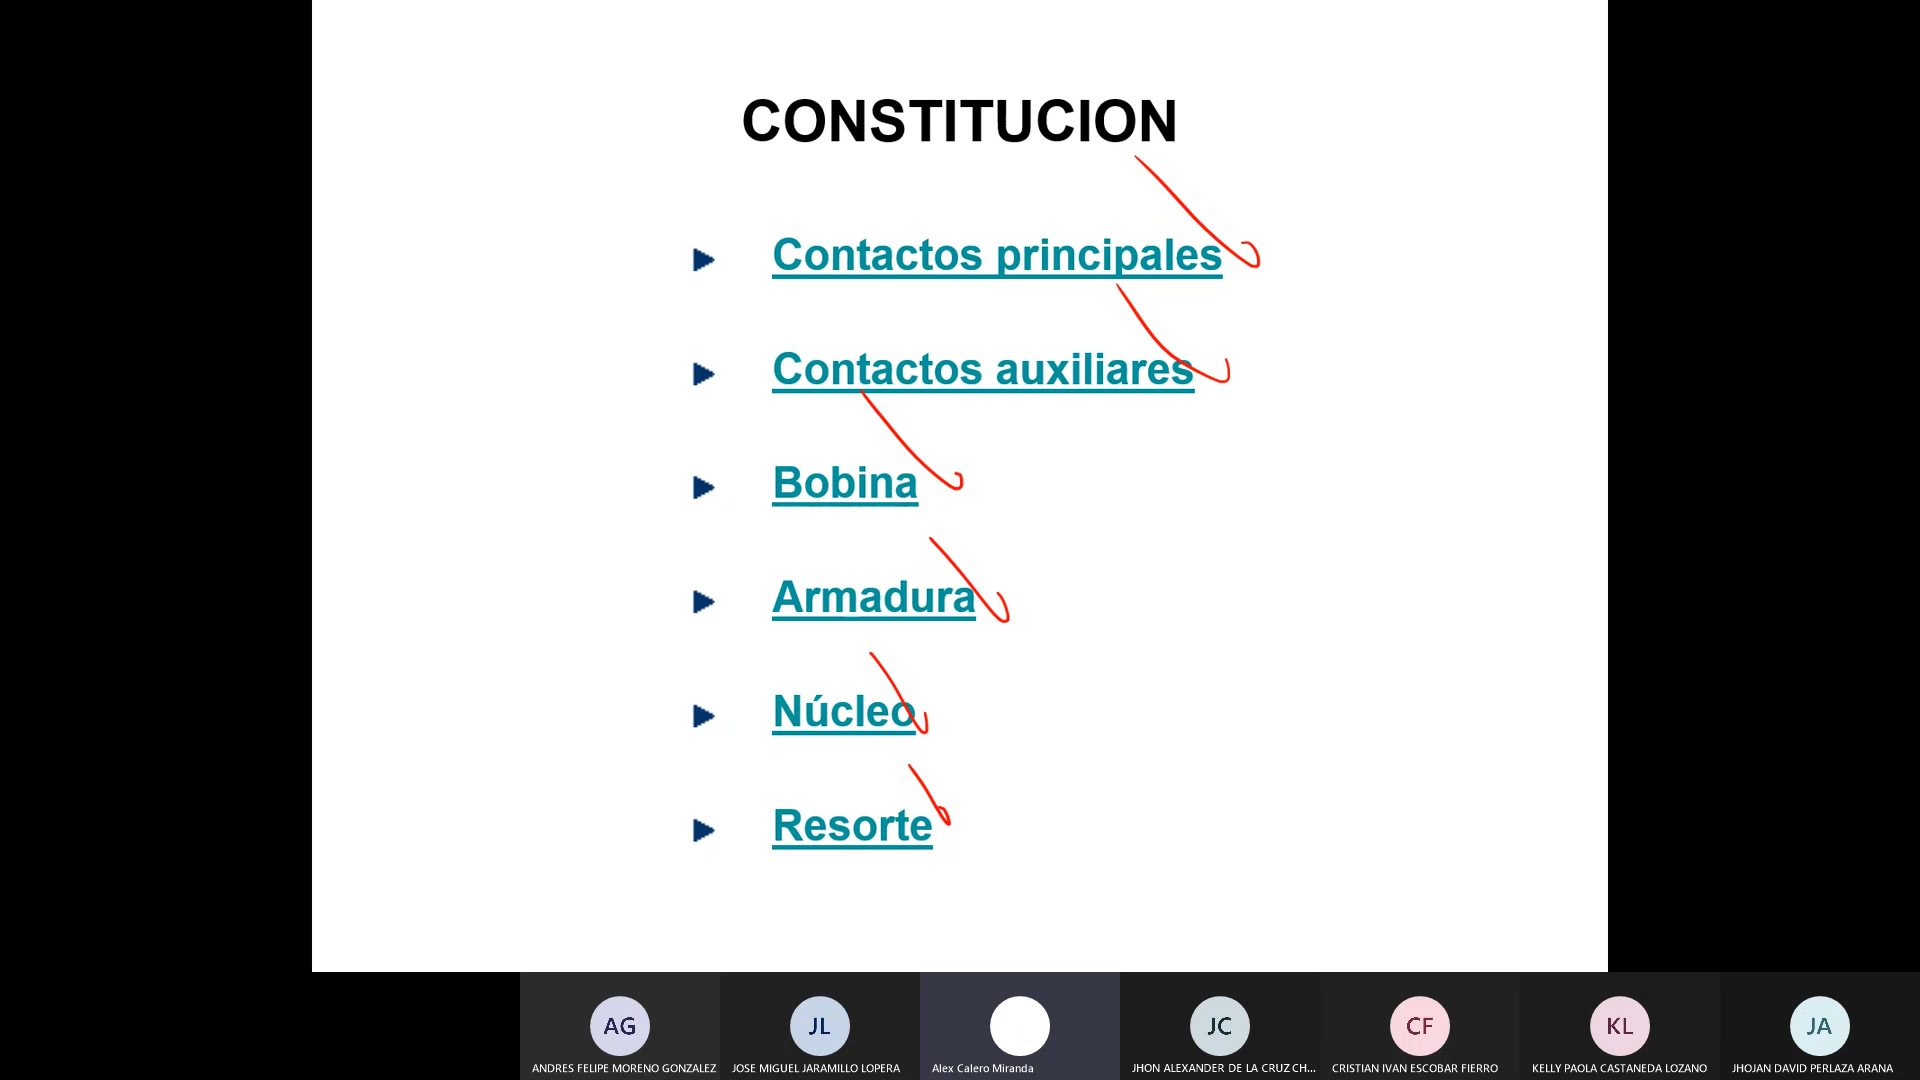 CONSTITUCION
Contactos principales
Contactos auxiliares
Bobina
Armadura
Núcleo
Resorte
AG
JL
JC
CF
KL
JA
ANDRES FELIPE MORENO GONZALEZ
JOSE MIGUEL JARAMILLO LOPERA
Alex Calero Miranda
JHON ALEXANDER DE LA CRUZ CH...
CRISTIAN IVAN ESCOBAR FIERRO
KELLY PAOLA CASTANEDA LOZANO
JHOJAN DAVID PERLAZA ARANA